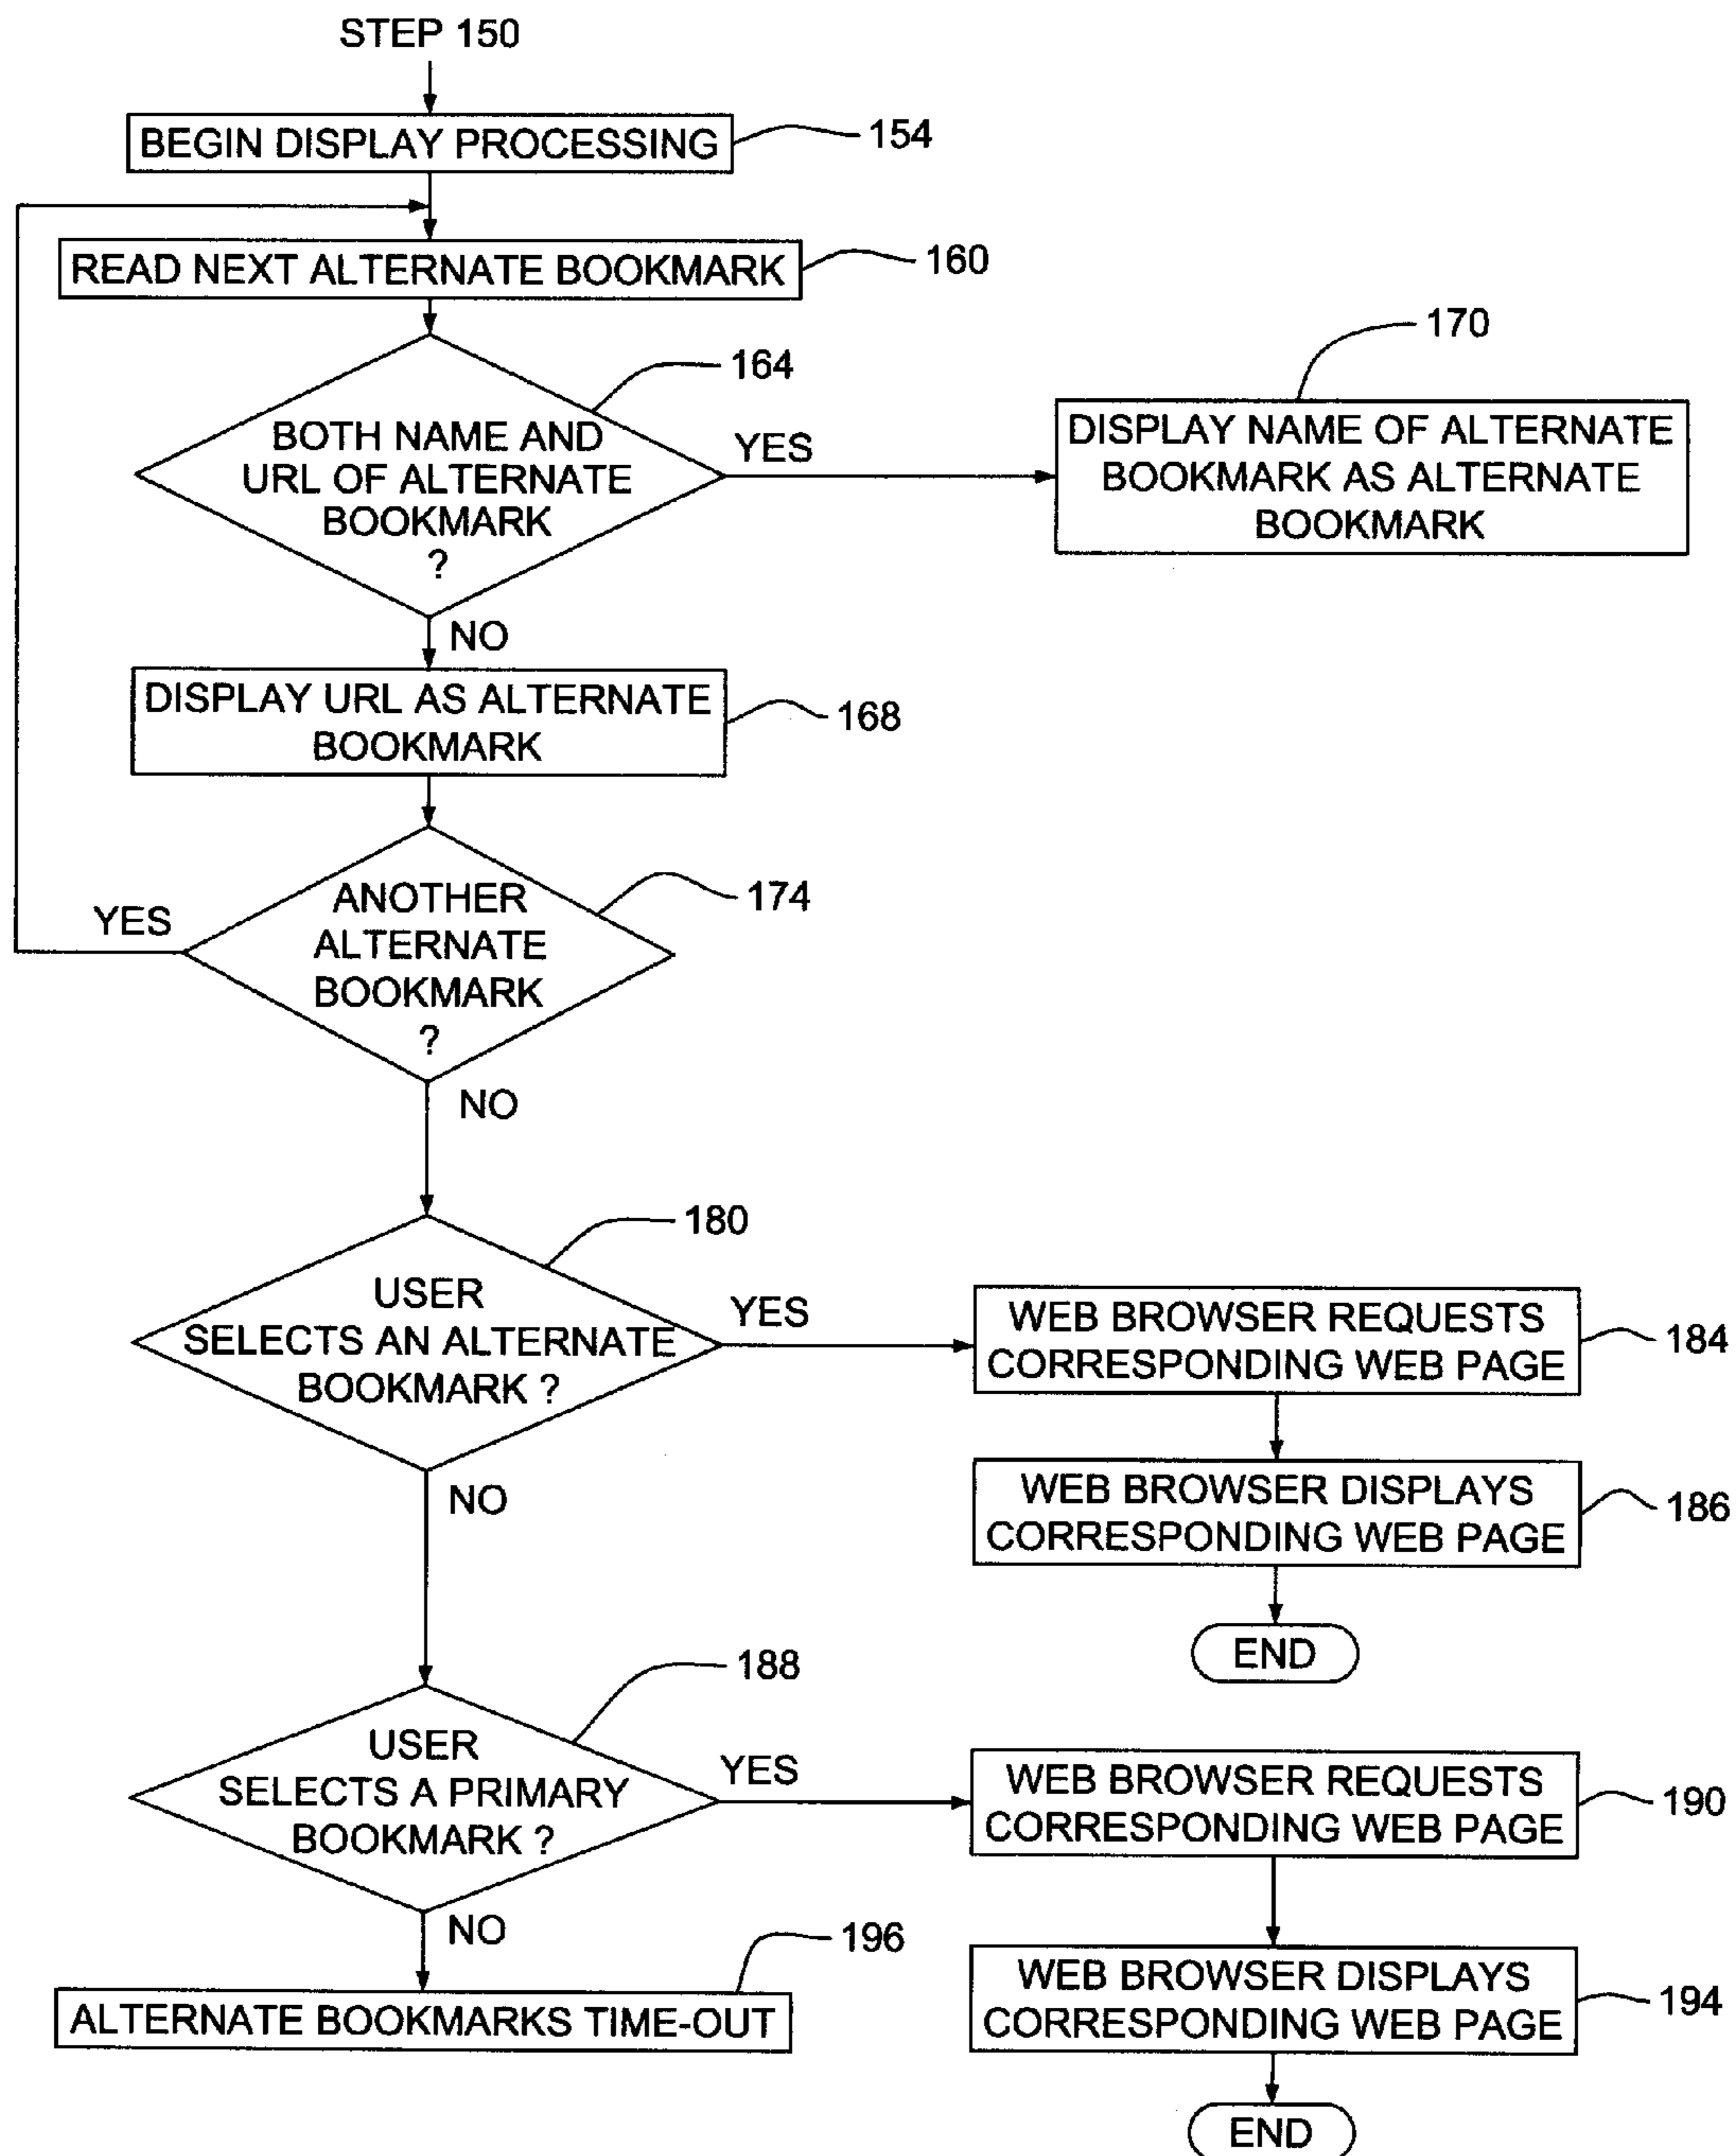 STEP 150
BEGIN DISPLAY PROCESSING
154
READ NEXT ALTERNATE BOOKMARK
160
164
BOTH NAME AND
URL OF ALTERNATE
BOOKMARK
?
YES
170
DISPLAY NAME OF ALTERNATE
BOOKMARK AS ALTERNATE
BOOKMARK
NO
DISPLAY URL AS ALTERNATE
BOOKMARK
168
174
ANOTHER
ALTERNATE
BOOKMARK
?
YES
NO
180
USER
SELECTS AN ALTERNATE
BOOKMARK ?
YES
WEB BROWSER REQUESTS
CORRESPONDING WEB PAGE
184
WEB BROWSER DISPLAYS
CORRESPONDING WEB PAGE
186
END
NO
188
USER
SELECTS A PRIMARY
BOOKMARK ?
YES
WEB BROWSER REQUESTS
CORRESPONDING WEB PAGE
190
WEB BROWSER DISPLAYS
CORRESPONDING WEB PAGE
194
END
NO
196
ALTERNATE BOOKMARKS TIME-OUT